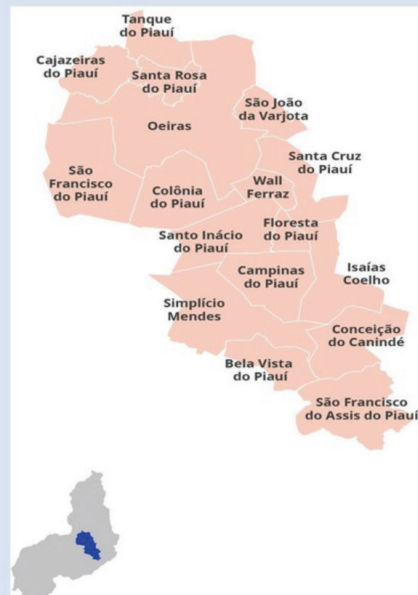 Tanque
do Piauí
Cajazeiras
do Piauí
Santa Rosa
do Piauí
São João
da Varjota
Oeiras
Santa Cruz
do Piauí
São
Francisco
do Piauí
Colônia
do Piauí
Wall
Ferraz
Santo Inácio
do Piauí
Floresta
do Piauí
Campinas
do Piauí
Isaías
Coelho
Simplício
Mendes
Conceição
do Canindé
Bela Vista
do Piauí
São Francisco
do Assis do Piauí